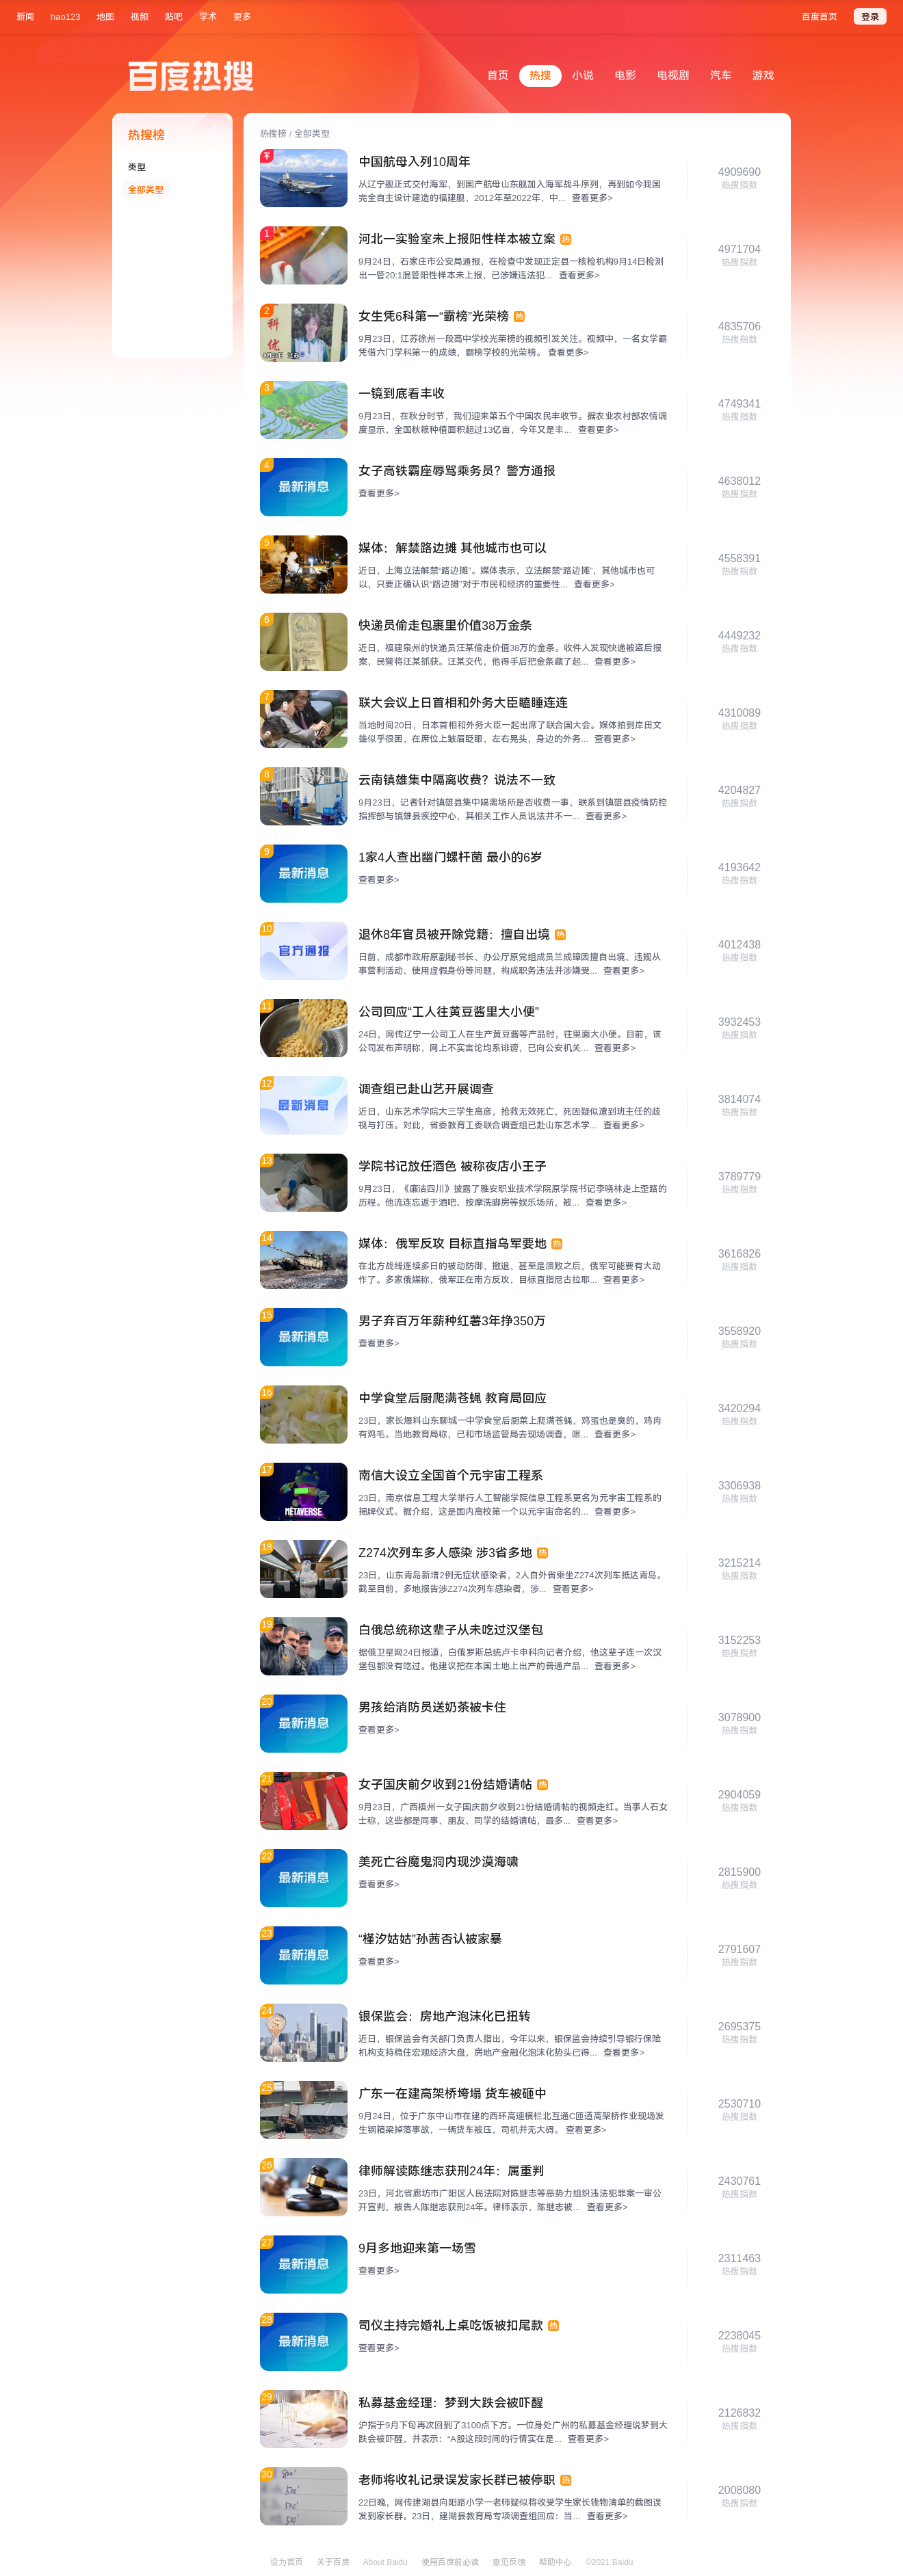 新闻 hao123 地图 视频 贴吧 学术 更多
百度首页 登录
百度热搜
首页 热搜 小说 电影 电视剧 汽车 游戏
热搜榜
类型
全部类型
热搜榜 / 全部类型
中国航母入列10周年
从辽宁舰正式交付海军，到国产航母山东舰加入海军战斗序列，再到如今我国
完全自主设计建造的福建舰，2012年至2022年，中... 查看更多>
4909690
热搜指数
1
河北一实验室未上报阳性样本被立案 热
9月24日，石家庄市公安局通报，在检查中发现正定县一核检机构9月14日检测
出一管20:1混管阳性样本未上报，已涉嫌违法犯... 查看更多>
4971704
热搜指数
2
女生凭6科第一“霸榜”光荣榜 热
9月23日，江苏徐州一段高中学校光荣榜的视频引发关注。视频中，一名女学霸
凭借六门学科第一的成绩，霸榜学校的光荣榜。 查看更多>
4835706
热搜指数
3
一镜到底看丰收
9月23日，在秋分时节，我们迎来第五个中国农民丰收节。据农业农村部农情调
度显示，全国秋粮种植面积超过13亿亩，今年又是丰... 查看更多>
4749341
热搜指数
4
最新消息
女子高铁霸座辱骂乘务员？警方通报
查看更多>
4638012
热搜指数
5
媒体：解禁路边摊 其他城市也可以
近日，上海立法解禁“路边摊”。媒体表示，立法解禁“路边摊”，其他城市也可
以，只要正确认识“路边摊”对于市民和经济的重要性... 查看更多>
4558391
热搜指数
6
快递员偷走包裹里价值38万金条
近日，福建泉州的快递员汪某偷走价值38万的金条。收件人发现快递被盗后报
案，民警将汪某抓获。汪某交代，他得手后把金条藏了起... 查看更多>
4449232
热搜指数
7
联大会议上日首相和外务大臣瞌睡连连
当地时间20日，日本首相和外务大臣一起出席了联合国大会。媒体拍到岸田文
雄似乎很困，在席位上皱眉眨眼，左右晃头，身边的外务... 查看更多>
4310089
热搜指数
8
云南镇雄集中隔离收费？说法不一致
9月23日，记者针对镇雄县集中隔离场所是否收费一事，联系到镇雄县疫情防控
指挥部与镇雄县疾控中心，其相关工作人员说法并不一... 查看更多>
4204827
热搜指数
9
最新消息
1家4人查出幽门螺杆菌 最小的6岁
查看更多>
4193642
热搜指数
10
官方通报
退休8年官员被开除党籍：擅自出境 热
日前，成都市政府原副秘书长、办公厅原党组成员兰成璋因擅自出境、违规从
事营利活动、使用虚假身份等问题，构成职务违法并涉嫌受... 查看更多>
4012438
热搜指数
11
公司回应“工人往黄豆酱里大小便”
24日，网传辽宁一公司工人在生产黄豆酱等产品时，往里面大小便。目前，该
公司发布声明称，网上不实言论均系诽谤，已向公安机关... 查看更多>
3932453
热搜指数
12
最新消息
调查组已赴山艺开展调查
近日，山东艺术学院大三学生高彦，抢救无效死亡，死因疑似遭到班主任的歧
视与打压。对此，省委教育工委联合调查组已赴山东艺术学... 查看更多>
3814074
热搜指数
13
学院书记放任酒色 被称夜店小王子
9月23日，《廉洁四川》披露了雅安职业技术学院原学院书记李晓林走上歪路的
历程。他流连忘返于酒吧、按摩洗脚房等娱乐场所，被... 查看更多>
3789779
热搜指数
14
媒体：俄军反攻 目标直指乌军要地 热
在北方战线连续多日的被动防御、撤退、甚至是溃败之后，俄军可能要有大动
作了。多家俄媒称，俄军正在南方反攻，目标直指尼古拉耶... 查看更多>
3616826
热搜指数
15
最新消息
男子弃百万年薪种红薯3年挣350万
查看更多>
3558920
热搜指数
16
中学食堂后厨爬满苍蝇 教育局回应
23日，家长爆料山东聊城一中学食堂后厨菜上爬满苍蝇，鸡蛋也是臭的，鸡肉
有鸡毛。当地教育局称，已和市场监管局去现场调查，限... 查看更多>
3420294
热搜指数
17
METAVERSE
南信大设立全国首个元宇宙工程系
23日，南京信息工程大学举行人工智能学院信息工程系更名为元宇宙工程系的
揭牌仪式。据介绍，这是国内高校第一个以元宇宙命名的... 查看更多>
3306938
热搜指数
18
Z274次列车多人感染 涉3省多地 热
23日，山东青岛新增2例无症状感染者，2人自外省乘坐Z274次列车抵达青岛。
截至目前，多地报告涉Z274次列车感染者，涉... 查看更多>
3215214
热搜指数
19
白俄总统称这辈子从未吃过汉堡包
据俄卫星网24日报道，白俄罗斯总统卢卡申科向记者介绍，他这辈子连一次汉
堡包都没有吃过。他建议把在本国土地上出产的普通产品... 查看更多>
3152253
热搜指数
20
最新消息
男孩给消防员送奶茶被卡住
查看更多>
3078900
热搜指数
21
女子国庆前夕收到21份结婚请帖 热
9月23日，广西梧州一女子国庆前夕收到21份结婚请帖的视频走红。当事人石女
士称，这些都是同事、朋友、同学的结婚请帖，最多... 查看更多>
2904059
热搜指数
22
最新消息
美死亡谷魔鬼洞内现沙漠海啸
查看更多>
2815900
热搜指数
23
最新消息
“槿汐姑姑”孙茜否认被家暴
查看更多>
2791607
热搜指数
24
银保监会：房地产泡沫化已扭转
近日，银保监会有关部门负责人指出，今年以来，银保监会持续引导银行保险
机构支持稳住宏观经济大盘，房地产金融化泡沫化势头已得... 查看更多>
2695375
热搜指数
25
广东一在建高架桥垮塌 货车被砸中
9月24日，位于广东中山市在建的西环高速横栏北互通C匝道高架桥作业现场发
生钢箱梁掉落事故，一辆货车被压，司机并无大碍。 查看更多>
2530710
热搜指数
26
律师解读陈继志获刑24年：属重判
23日，河北省廊坊市广阳区人民法院对陈继志等恶势力组织违法犯罪案一审公
开宣判，被告人陈继志获刑24年。律师表示，陈继志被... 查看更多>
2430761
热搜指数
27
最新消息
9月多地迎来第一场雪
查看更多>
2311463
热搜指数
28
最新消息
司仪主持完婚礼上桌吃饭被扣尾款 热
查看更多>
2238045
热搜指数
29
私募基金经理：梦到大跌会被吓醒
沪指于9月下旬再次回到了3100点下方。一位身处广州的私募基金经理说梦到大
跌会被吓醒，并表示：“A股这段时间的行情实在是... 查看更多>
2126832
热搜指数
30
老师将收礼记录误发家长群已被停职 热
22日晚，网传建湖县向阳路小学一老师疑似将收受学生家长钱物清单的截图误
发到家长群。23日，建湖县教育局专项调查组回应：当... 查看更多>
2008080
热搜指数
设为首页 关于百度 About Baidu 使用百度前必读 意见反馈 帮助中心 ©2021 Baidu